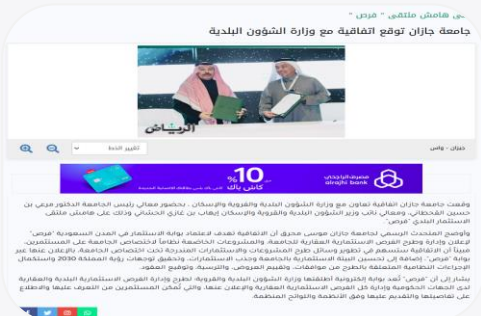 على هامش ملتقى " فرص "
جامعة جازان توقع اتفاقية مع وزارة الشؤون البلدية
الرياض
جيزان - واس
تغيير الخط
10%
كاش باك
مصرف الراجحي
alrajhi bank
وقعت جامعة جازان اتفاقية تعاون مع وزارة الشؤون البلدية والقروية والإسكان ، بحضور معالي رئيس الجامعة الدكتور مرعي بن
حسين القحطاني، ومعالي نائب وزير الشؤون البلدية والقروية والإسكان إيهاب بن غازي الحشاني وذلك على هامش ملتقى
الاستثمار البلدي "فرص".
وأوضح المتحدث الرسمي لجامعة جازان موسى محرق أن الاتفاقية تهدف لاعتماد بوابة الاستثمار في المدن السعودية "فرص"
لإعلان وإدارة وطرح الفرص الاستثمارية العقارية للجامعة، والمشروعات الخاضعة نظاماً لاختصاص الجامعة على المستثمرين،
مبيناً أن الاتفاقية ستسهم في تطوير وسائل طرح المشروعات والاستثمارات المندرجة تحت اختصاص الجامعة، بالإعلان عنها عبر
بوابة "فرص"، إضافة إلى تحسين البيئة الاستثمارية بالجامعة وجذب الاستثمارات، وتحقيق توجهات رؤية المملكة 2030 واستكمال
الإجراءات النظامية المتعلقة بالطرح من موافقات، وتقييم العروض، والترسية، وتوقيع العقود.
يشار إلى أن "فرص" تُعد بوابة إلكترونية أطلقتها وزارة الشؤون البلدية والقروية، لطرح وإدارة الفرص الاستثمارية البلدية والعقارية
لدى الجهات الحكومية وإدارة كل الفرص الاستثمارية العقارية والإعلان عنها، والتي تُمكن المستثمرين من التعرف عليها والاطلاع
على تفاصيلها والتقديم عليها وفق الأنظمة واللوائح المنظمة.